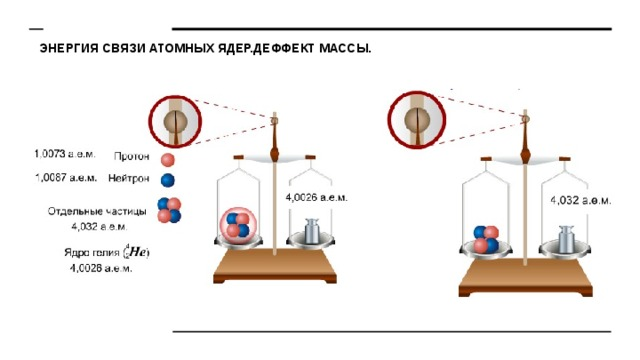 ЭНЕРГИЯ СВЯЗИ АТОМНЫХ ЯДЕР.ДЕФФЕКТ МАССЫ.
1,0073 а.е.м. Протон
1,0087 а.е.м. Нейтрон
Отдельные частицы
4,032 а.е.м.
Ядро гелия (⁴₂He)
4,0026 а.е.м.
4,0026 а.е.м.
4,032 а.е.м.